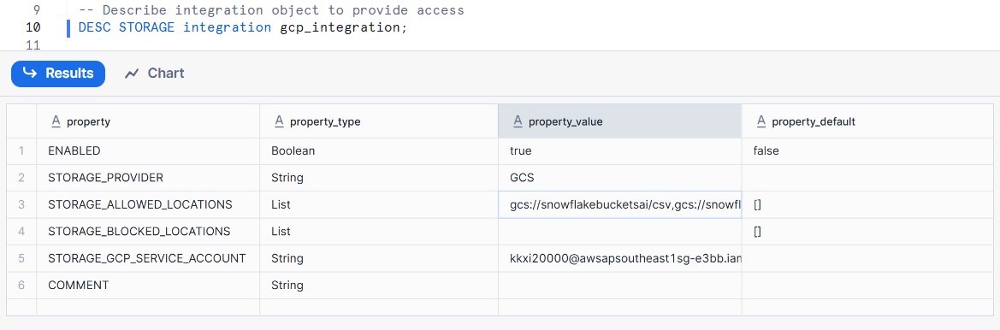 9 -- Describe integration object to provide access
10 DESC STORAGE integration gcp_integration;
11
Results Chart
A property A property_type A property_value A property_default
1 ENABLED Boolean true false
2 STORAGE_PROVIDER String GCS
3 STORAGE_ALLOWED_LOCATIONS List gcs://snowflakebucketsai/csv,gcs://snowfl []
4 STORAGE_BLOCKED_LOCATIONS List []
5 STORAGE_GCP_SERVICE_ACCOUNT String kkxi20000@awsapsoutheast1sg-e3bb.iam
6 COMMENT String